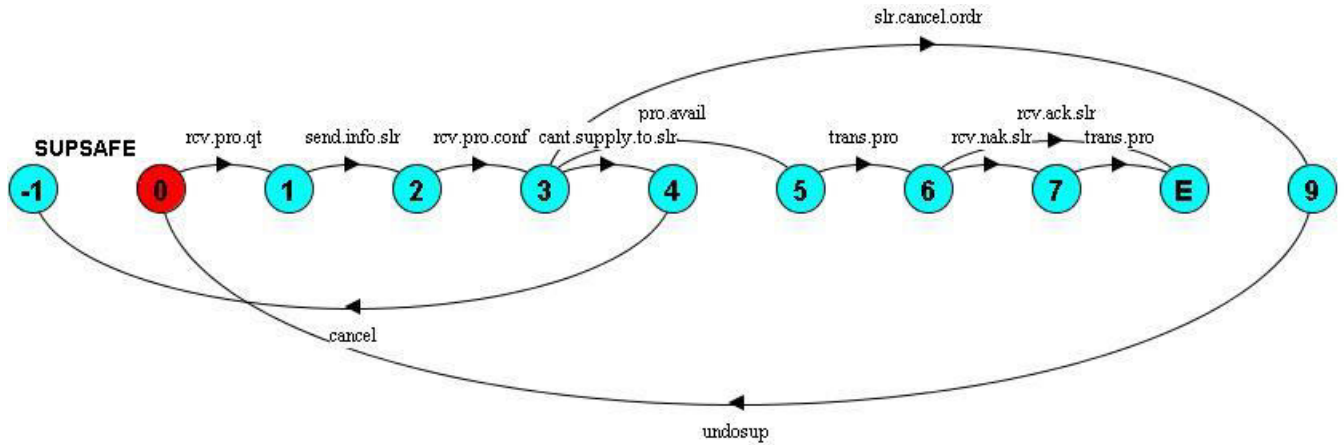 slr.cancel.ordr
pro.avail
rcv.ack.slr
SUPSAFE
rcv.pro.qt
send.info.slr
rcv.pro.conf
cant.supply.to.slr
trans.pro
rcv.nak.slr
trans.pro
-1
0
1
2
3
4
5
6
7
E
9
cancel
undosup